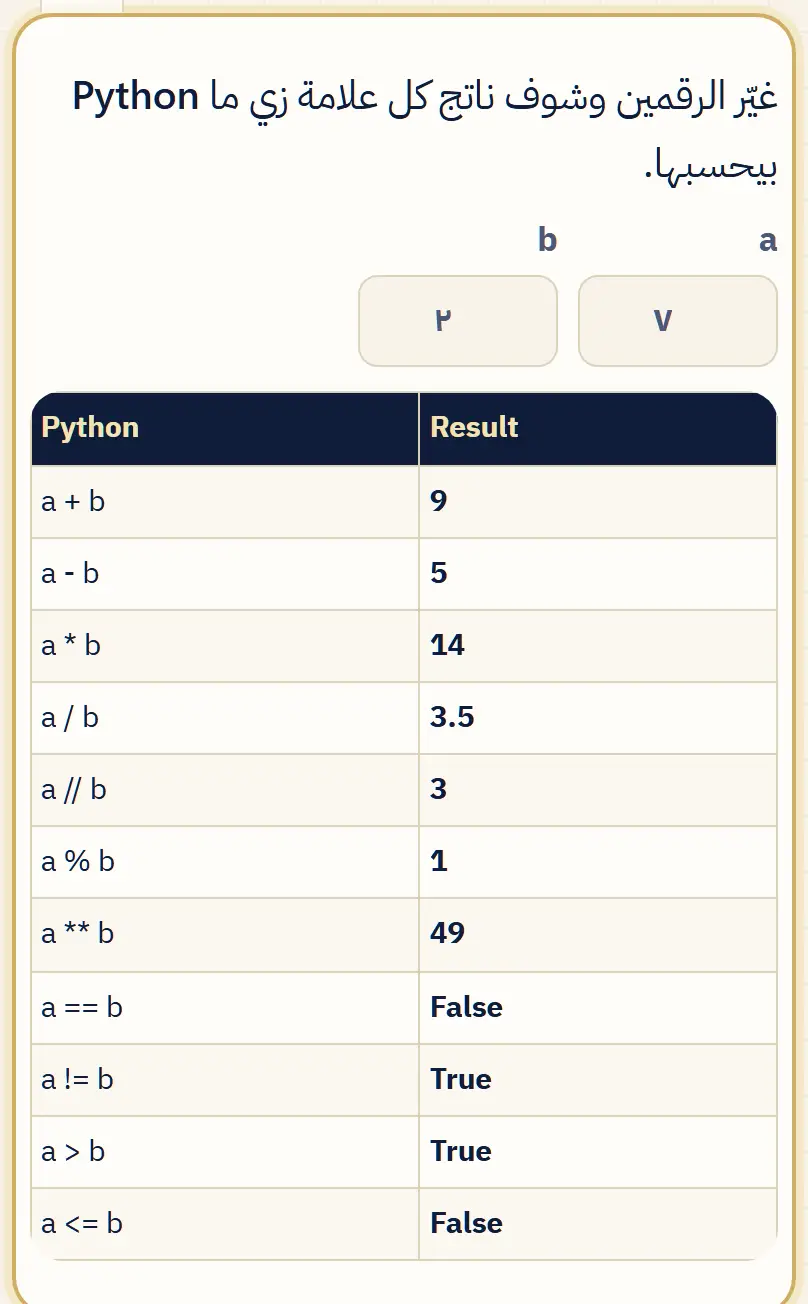 غيّر الرقمين وشوف ناتج كل علامة زي ما Python
بيحسبها.
a b
٧ ٢
Python Result
a + b 9
a - b 5
a * b 14
a / b 3.5
a // b 3
a % b 1
a ** b 49
a == b False
a != b True
a > b True
a <= b False